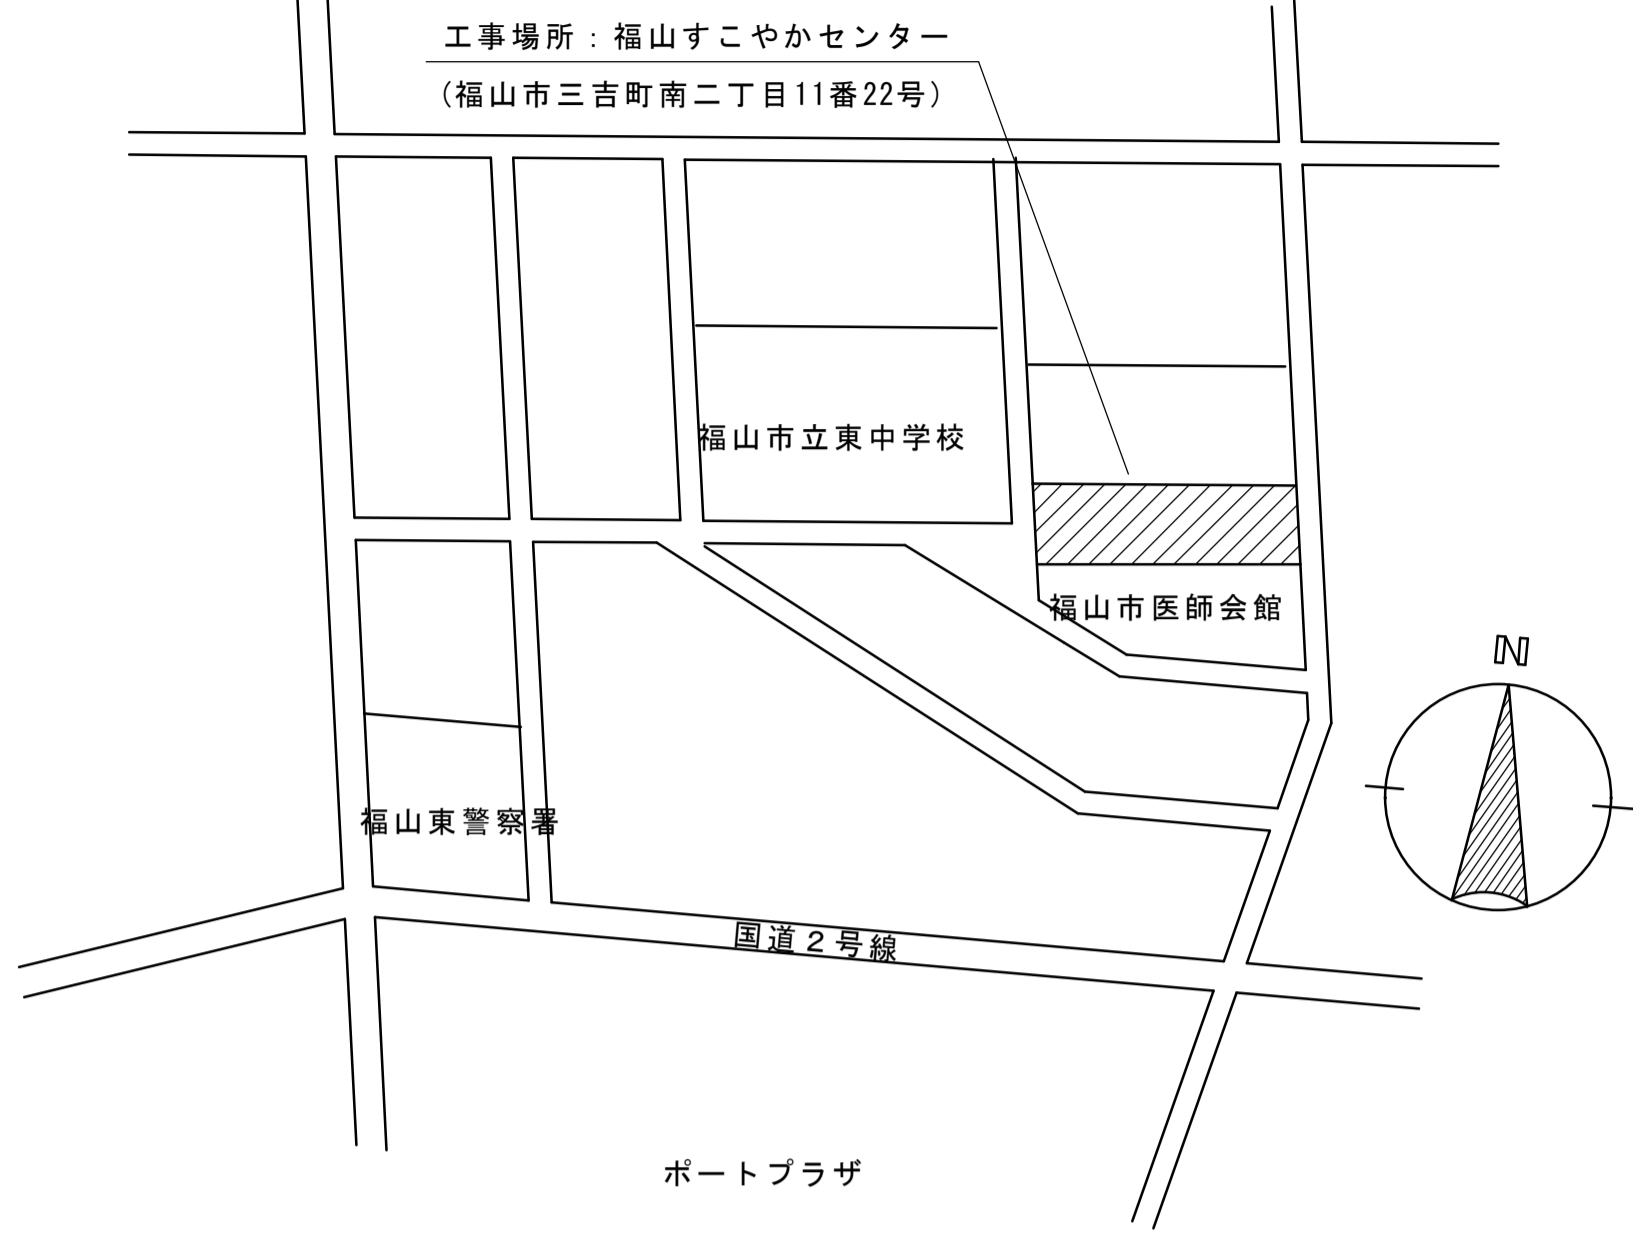 工事場所：福山すこやかセンター
（福山市三吉町南二丁目11番22号）
福山市立東中学校
福山市医師会館
N
福山東警察署
国道２号線
ポートプラザ